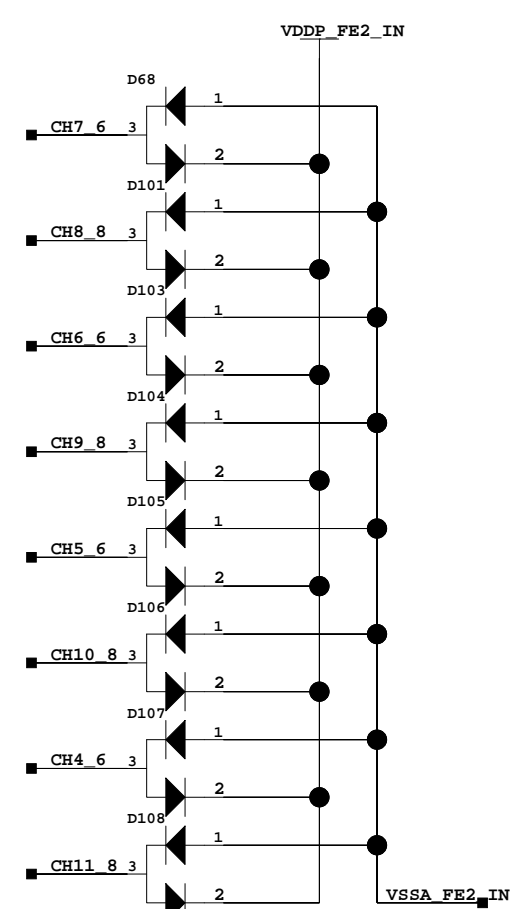 VDDP_FE2_IN
D68
1
CH7_6 3
2
D101
1
CH8_8 3
2
D103
1
CH6_6 3
2
D104
1
CH9_8 3
2
D105
1
CH5_6 3
2
D106
1
CH10_8 3
2
D107
1
CH4_6 3
2
D108
1
CH11_8 3
2
VSSA_FE2_IN